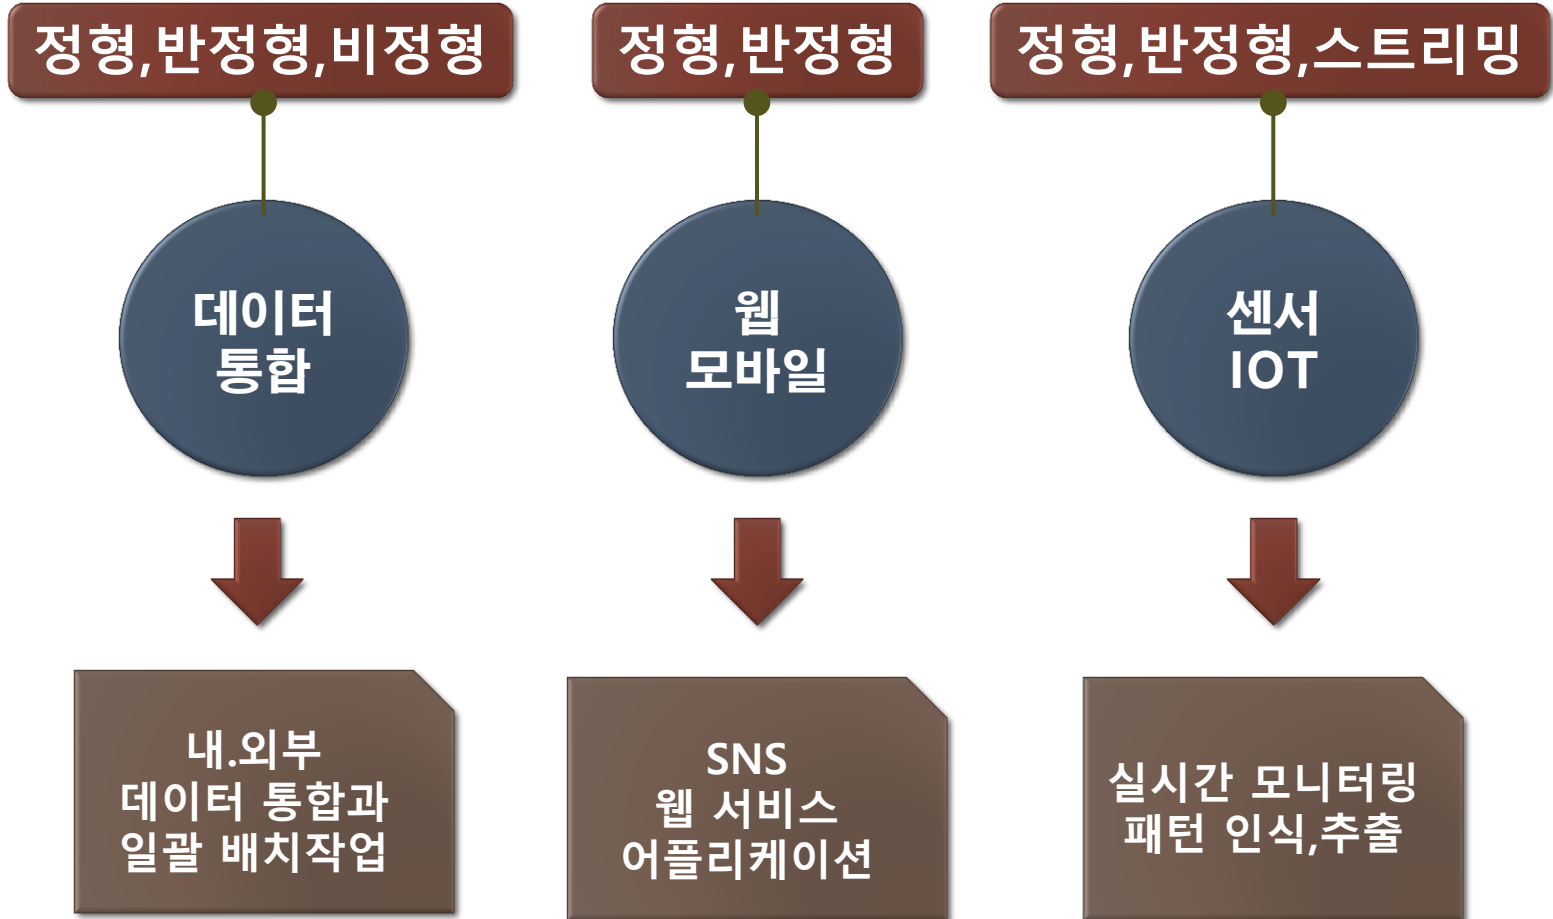 정형,반정형,비정형
정형,반정형
정형,반정형,스트리밍
데이터
통합
웹
모바일
센서
IOT
내.외부
데이터 통합과
일괄 배치작업
SNS
웹 서비스
어플리케이션
실시간 모니터링
패턴 인식,추출